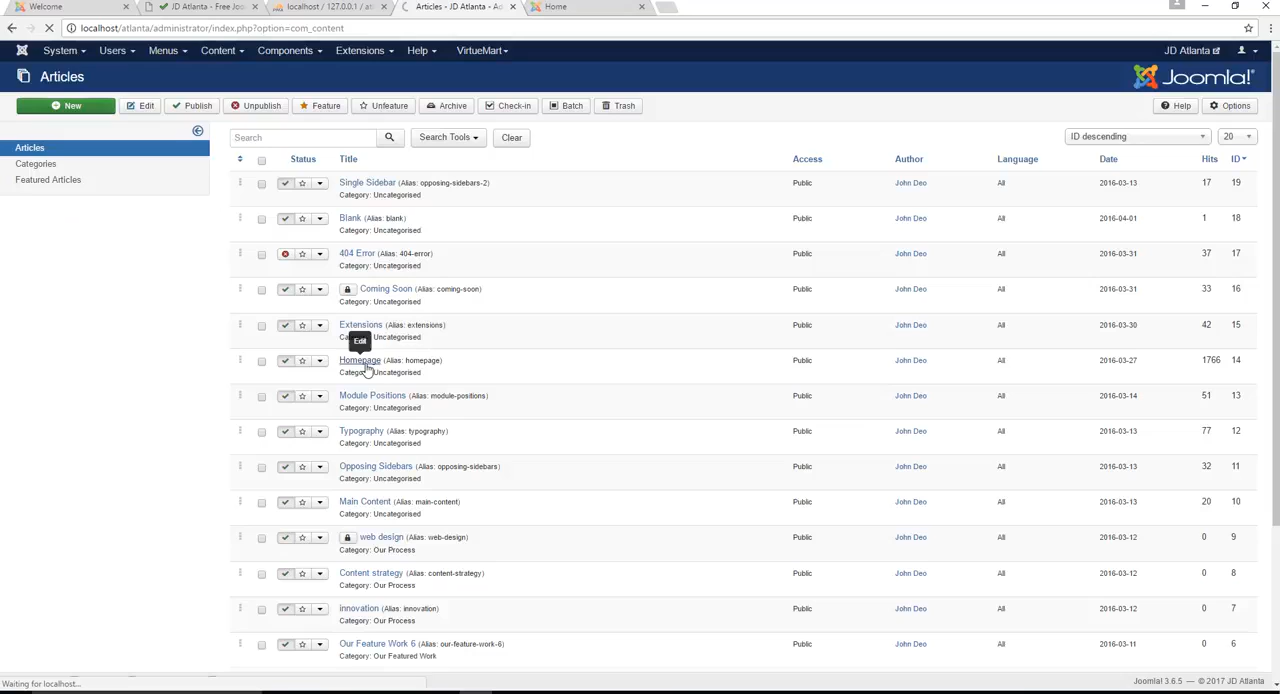 Welcome
JD Atlanta - Free Joo
localhost / 127.0.0.1 / atl
Articles - JD Atlanta - Ad
Home
localhost/atlanta/administrator/index.php?option=com_content
System Users Menus Content Components Extensions Help VirtueMart JD Atlanta
Articles Joomla!
New Edit Publish Unpublish Feature Unfeature Archive Check-in Batch Trash Help Options
Articles
Categories
Featured Articles
Search Search Tools Clear ID descending 20
Status Title Access Author Language Date Hits ID
Single Sidebar (Alias: opposing-sidebars-2) Public John Deo All 2016-03-13 17 19
Category: Uncategorised
Blank (Alias: blank) Public John Deo All 2016-04-01 1 18
Category: Uncategorised
404 Error (Alias: 404-error) Public John Deo All 2016-03-31 37 17
Category: Uncategorised
Coming Soon (Alias: coming-soon) Public John Deo All 2016-03-31 33 16
Category: Uncategorised
Extensions (Alias: extensions) Public John Deo All 2016-03-30 42 15
Uncategorised
Edit
Homepage (Alias: homepage) Public John Deo All 2016-03-27 1766 14
Uncategorised
Module Positions (Alias: module-positions) Public John Deo All 2016-03-14 51 13
Category: Uncategorised
Typography (Alias: typography) Public John Deo All 2016-03-13 77 12
Category: Uncategorised
Opposing Sidebars (Alias: opposing-sidebars) Public John Deo All 2016-03-13 32 11
Category: Uncategorised
Main Content (Alias: main-content) Public John Deo All 2016-03-13 20 10
Category: Uncategorised
web design (Alias: web-design) Public John Deo All 2016-03-12 0 9
Category: Our Process
Content strategy (Alias: content-strategy) Public John Deo All 2016-03-12 0 8
Category: Our Process
innovation (Alias: innovation) Public John Deo All 2016-03-12 0 7
Category: Our Process
Our Feature Work 6 (Alias: our-feature-work-6) Public John Deo All 2016-03-11 0 6
Category: Our Featured Work
Waiting for localhost...
Joomla! 3.6.5 — © 2017 JD Atlanta